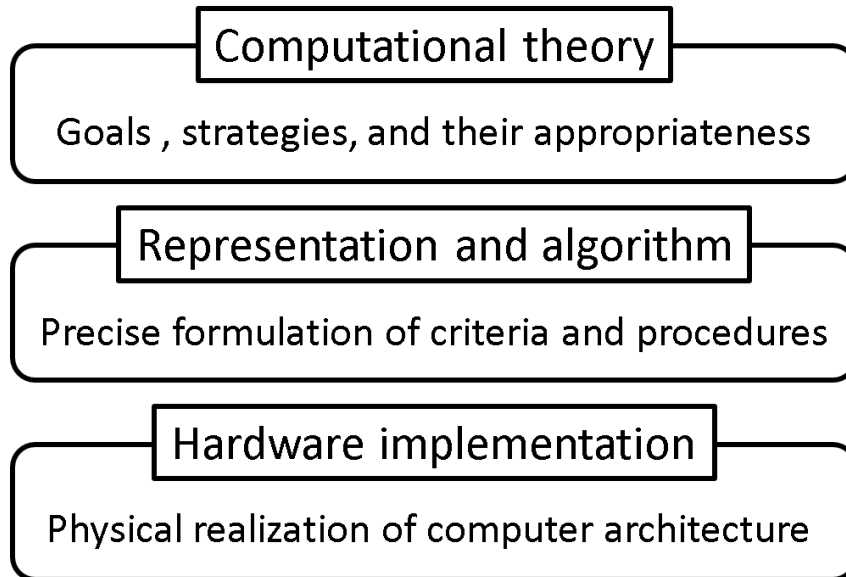 Computational theory
Goals , strategies, and their appropriateness
Representation and algorithm
Precise formulation of criteria and procedures
Hardware implementation
Physical realization of computer architecture